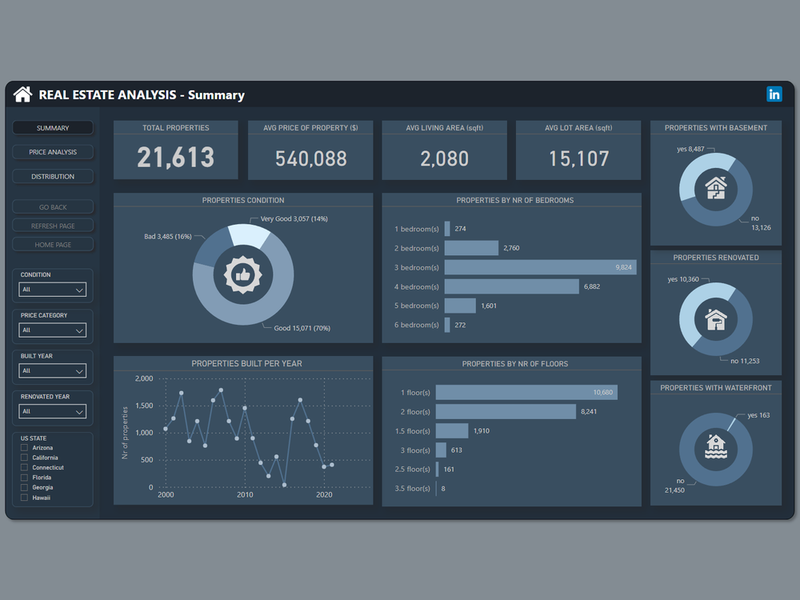 REAL ESTATE ANALYSIS - Summary
in
SUMMARY
PRICE ANALYSIS
DISTRIBUTION
GO BACK
REFRESH PAGE
HOME PAGE
CONDITION
All
PRICE CATEGORY
All
BUILT YEAR
All
RENOVATED YEAR
All
US STATE
Arizona
California
Connecticut
Florida
Georgia
Hawaii
TOTAL PROPERTIES
21,613
AVG PRICE OF PROPERTY ($)
540,088
AVG LIVING AREA (sqft)
2,080
AVG LOT AREA (sqft)
15,107
PROPERTIES CONDITION
Very Good 3,057 (14%)
Bad 3,485 (16%)
Good 15,071 (70%)
PROPERTIES BY NR OF BEDROOMS
1 bedroom(s) 274
2 bedroom(s) 2,760
3 bedroom(s) 9,824
4 bedroom(s) 6,882
5 bedroom(s) 1,601
6 bedroom(s) 272
PROPERTIES BUILT PER YEAR
Nr of properties
2,000
1,500
1,000
500
0
2000 2010 2020
PROPERTIES BY NR OF FLOORS
1 floor(s) 10,680
2 floor(s) 8,241
1.5 floor(s) 1,910
3 floor(s) 613
2.5 floor(s) 161
3.5 floor(s) 8
PROPERTIES WITH BASEMENT
yes 8,487
no
13,126
PROPERTIES RENOVATED
yes 10,360
no 11,253
PROPERTIES WITH WATERFRONT
yes 163
no
21,450